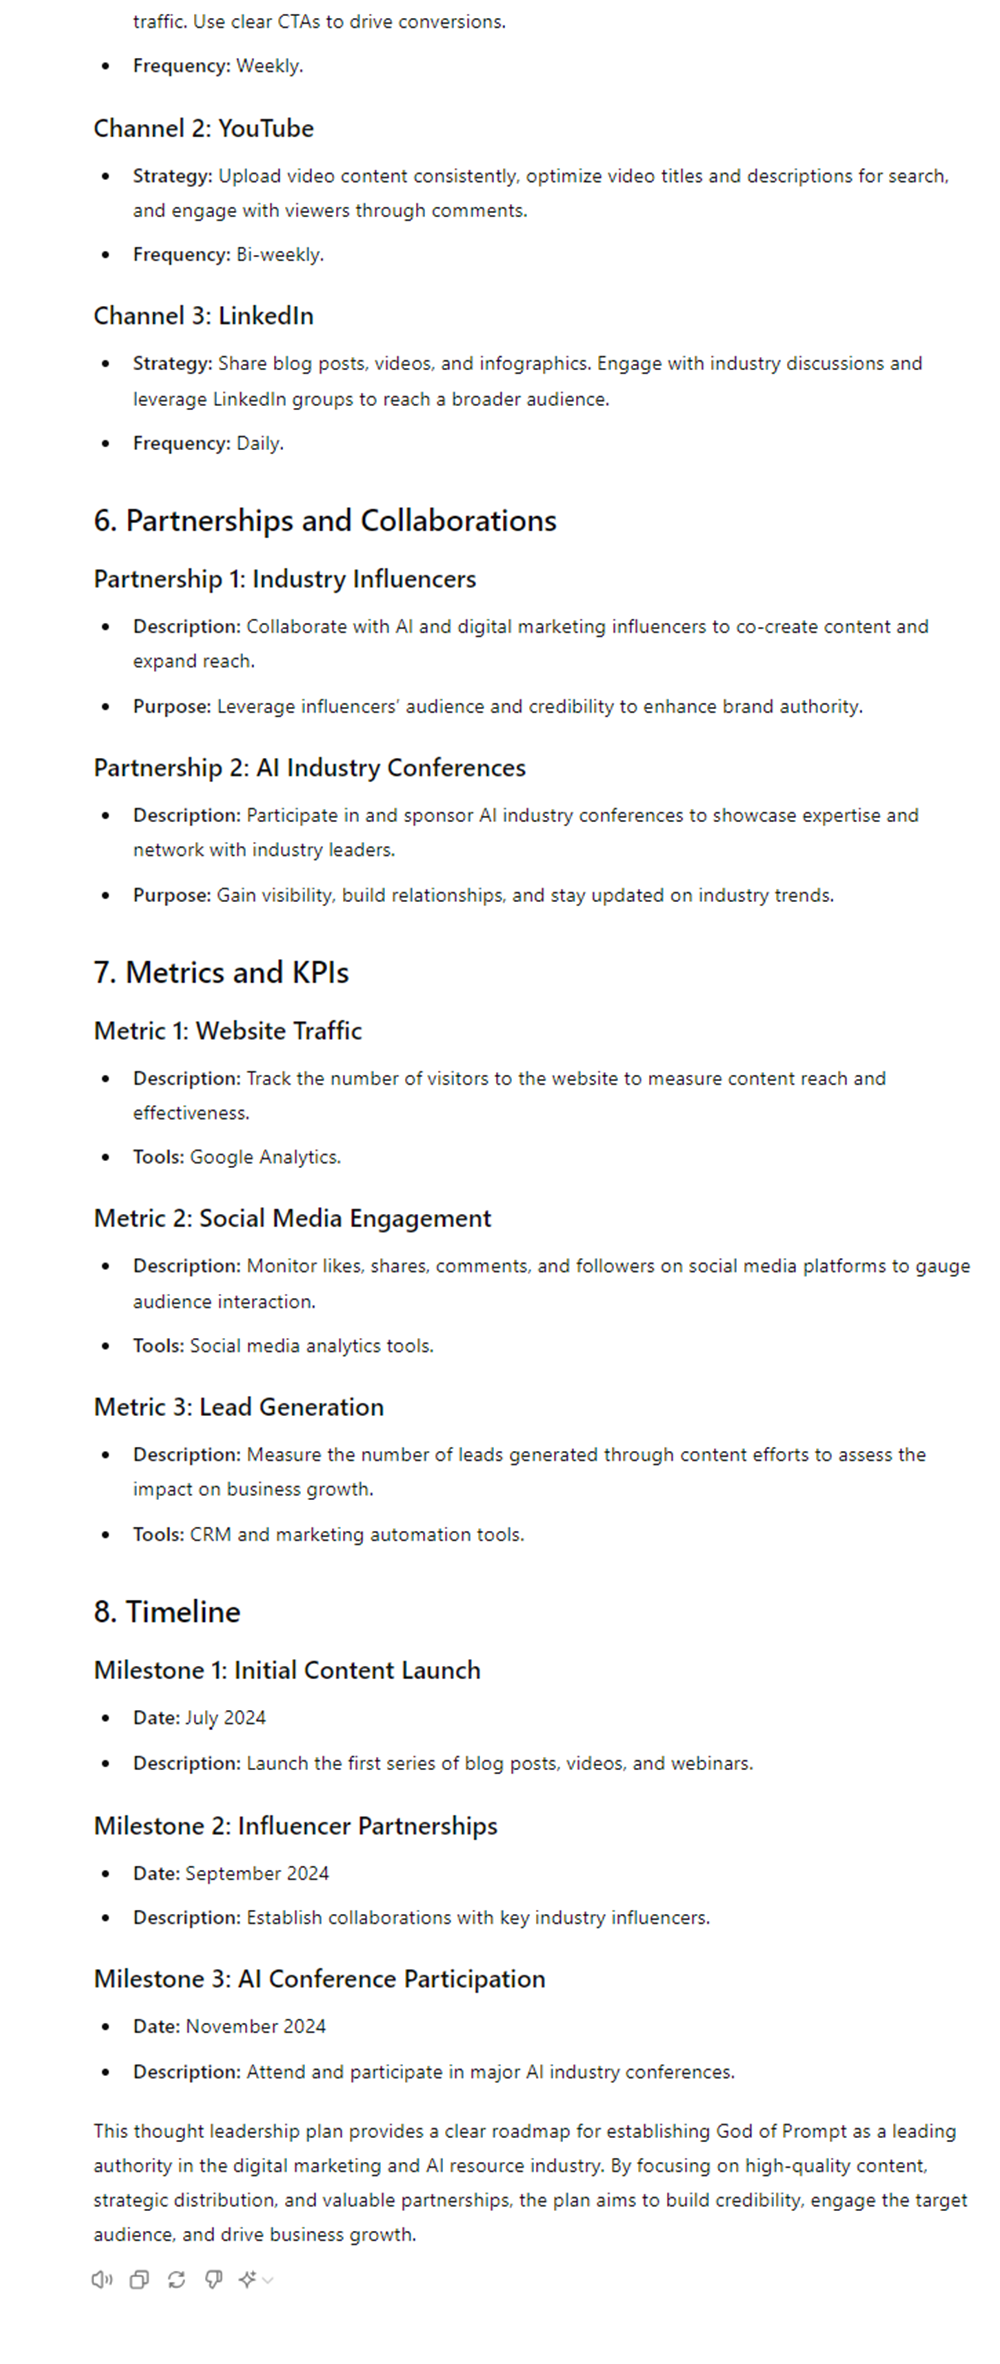 traffic. Use clear CTAs to drive conversions.
• Frequency: Weekly.
Channel 2: YouTube
• Strategy: Upload video content consistently, optimize video titles and descriptions for search,
and engage with viewers through comments.
• Frequency: Bi-weekly.
Channel 3: LinkedIn
• Strategy: Share blog posts, videos, and infographics. Engage with industry discussions and
leverage LinkedIn groups to reach a broader audience.
• Frequency: Daily.
6. Partnerships and Collaborations
Partnership 1: Industry Influencers
• Description: Collaborate with AI and digital marketing influencers to co-create content and
expand reach.
• Purpose: Leverage influencers’ audience and credibility to enhance brand authority.
Partnership 2: AI Industry Conferences
• Description: Participate in and sponsor AI industry conferences to showcase expertise and
network with industry leaders.
• Purpose: Gain visibility, build relationships, and stay updated on industry trends.
7. Metrics and KPIs
Metric 1: Website Traffic
• Description: Track the number of visitors to the website to measure content reach and
effectiveness.
• Tools: Google Analytics.
Metric 2: Social Media Engagement
• Description: Monitor likes, shares, comments, and followers on social media platforms to gauge
audience interaction.
• Tools: Social media analytics tools.
Metric 3: Lead Generation
• Description: Measure the number of leads generated through content efforts to assess the
impact on business growth.
• Tools: CRM and marketing automation tools.
8. Timeline
Milestone 1: Initial Content Launch
• Date: July 2024
• Description: Launch the first series of blog posts, videos, and webinars.
Milestone 2: Influencer Partnerships
• Date: September 2024
• Description: Establish collaborations with key industry influencers.
Milestone 3: AI Conference Participation
• Date: November 2024
• Description: Attend and participate in major AI industry conferences.
This thought leadership plan provides a clear roadmap for establishing God of Prompt as a leading
authority in the digital marketing and AI resource industry. By focusing on high-quality content,
strategic distribution, and valuable partnerships, the plan aims to build credibility, engage the target
audience, and drive business growth.